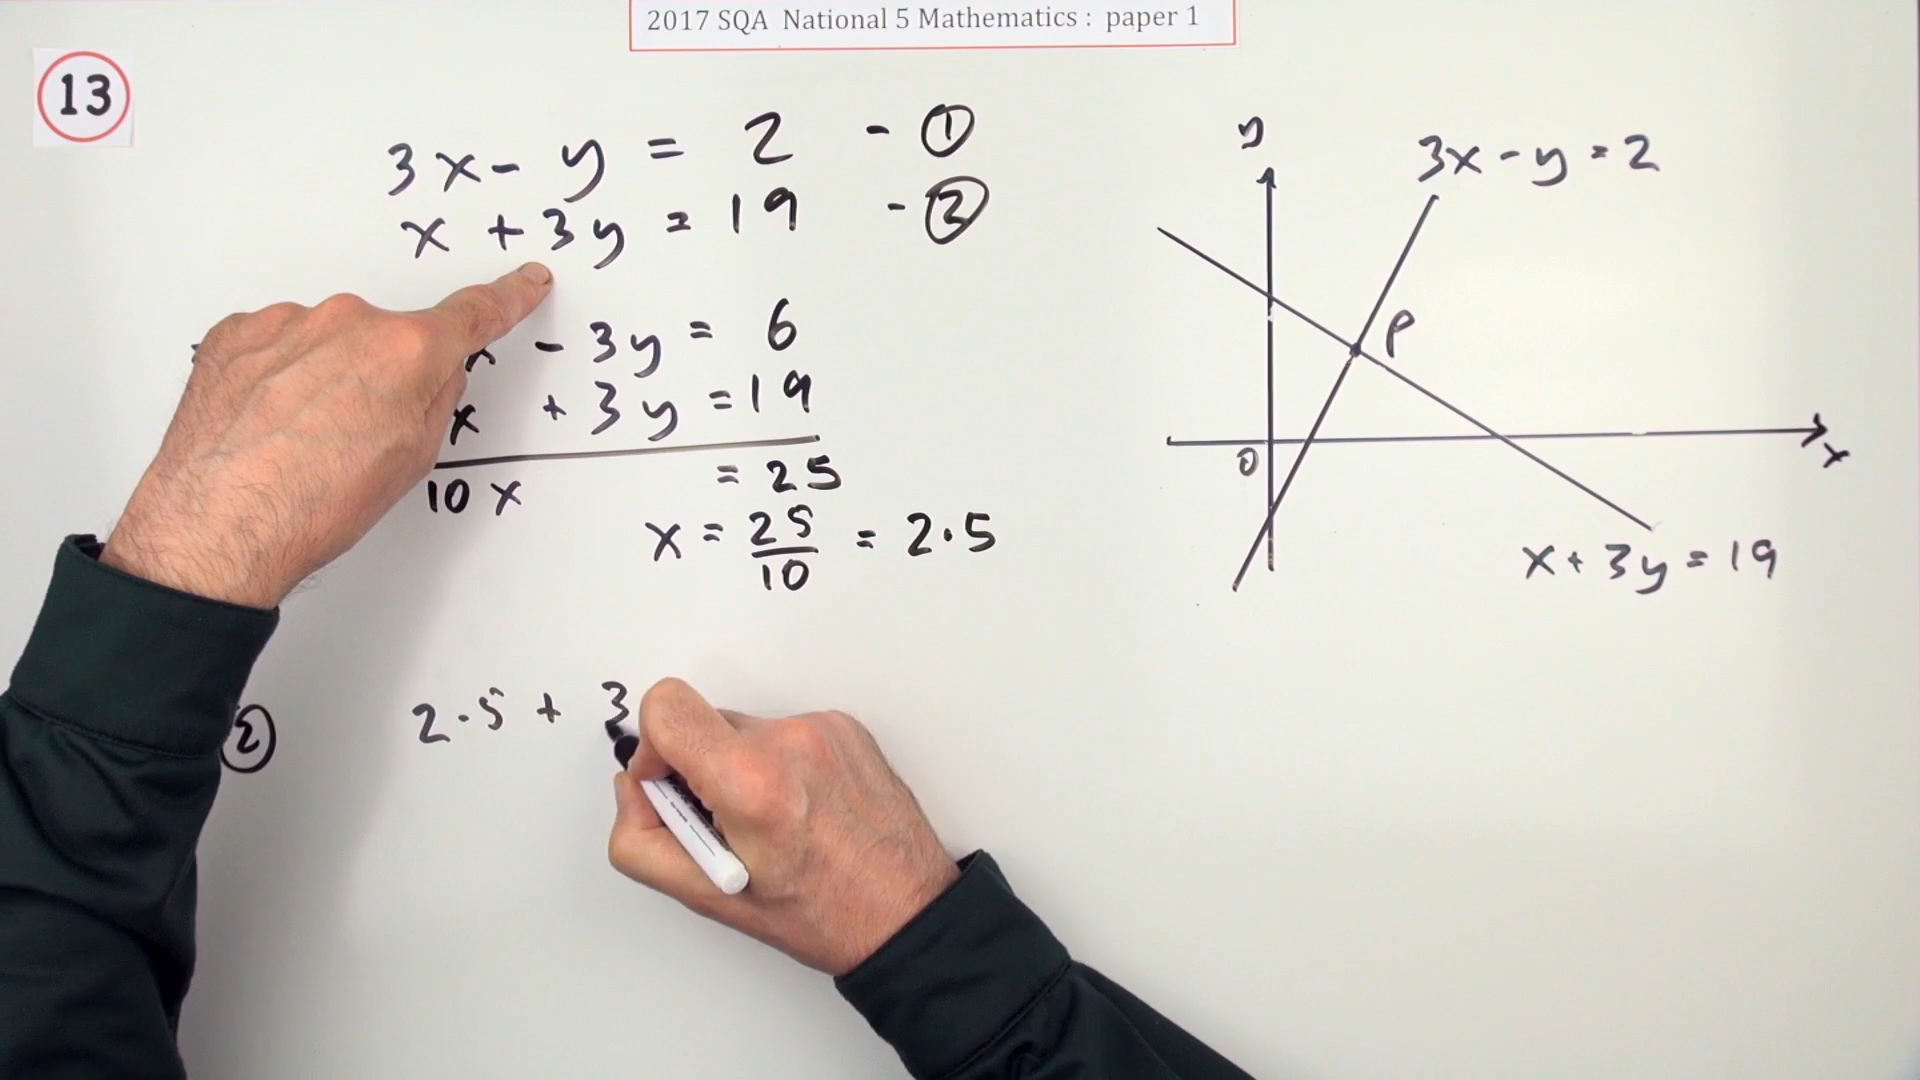 2017 SQA National 5 Mathematics : paper 1
13
3x - y = 2 - ①
x + 3y = 19 - ②
x - 3y = 6
x + 3y = 19
10x = 25
x = 25/10 = 2·5
② 2·5 + 3
y
3x - y = 2
P
0
x
x + 3y = 19